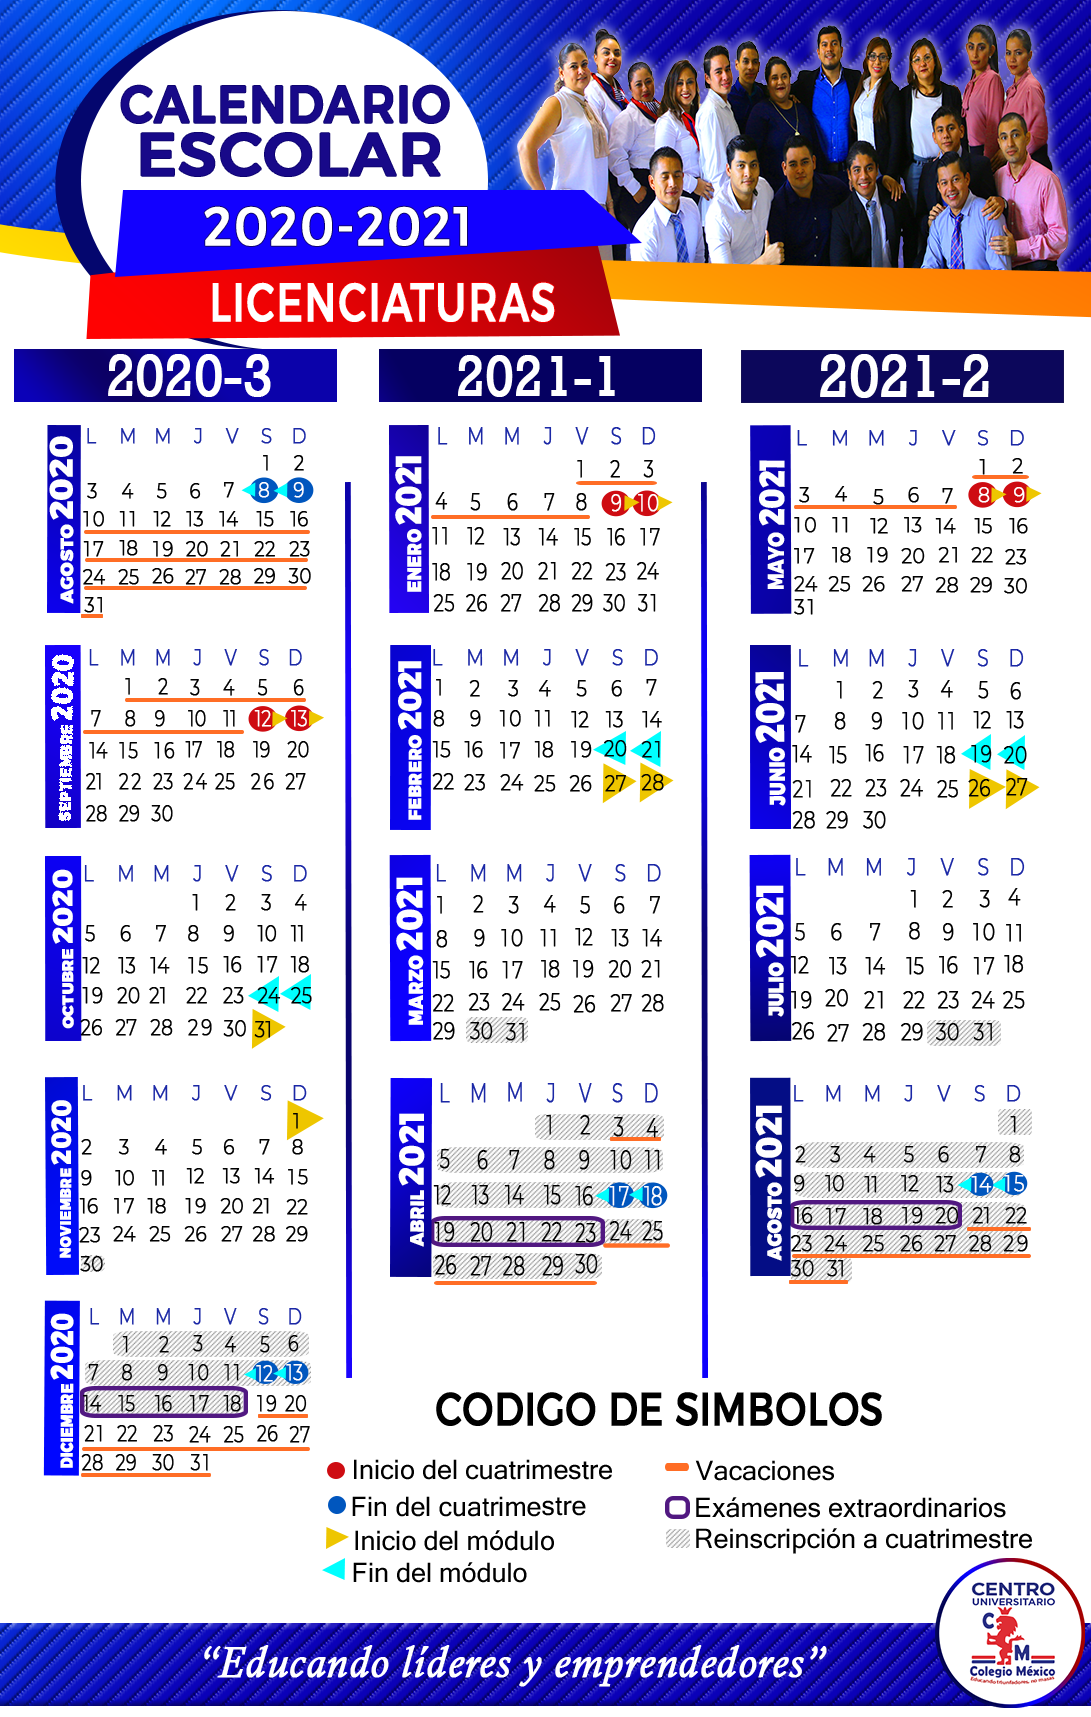 CALENDARIO
ESCOLAR
2020-2021
LICENCIATURAS
2020-3
AGOSTO 2020
L M M J V S D
1 2
3 4 5 6 7 8 9
10 11 12 13 14 15 16
17 18 19 20 21 22 23
24 25 26 27 28 29 30
31
SEPTIEMBRE 2020
L M M J V S D
1 2 3 4 5 6
7 8 9 10 11 12 13
14 15 16 17 18 19 20
21 22 23 24 25 26 27
28 29 30
OCTUBRE 2020
L M M J V S D
1 2 3 4
5 6 7 8 9 10 11
12 13 14 15 16 17 18
19 20 21 22 23 24 25
26 27 28 29 30 31
NOVIEMBRE 2020
L M M J V S D
1
2 3 4 5 6 7 8
9 10 11 12 13 14 15
16 17 18 19 20 21 22
23 24 25 26 27 28 29
30
DICIEMBRE 2020
L M M J V S D
1 2 3 4 5 6
7 8 9 10 11 12 13
14 15 16 17 18 19 20
21 22 23 24 25 26 27
28 29 30 31
2021-1
ENERO 2021
L M M J V S D
1 2 3
4 5 6 7 8 9 10
11 12 13 14 15 16 17
18 19 20 21 22 23 24
25 26 27 28 29 30 31
FEBRERO 2021
L M M J V S D
1 2 3 4 5 6 7
8 9 10 11 12 13 14
15 16 17 18 19 20 21
22 23 24 25 26 27 28
MARZO 2021
L M M J V S D
1 2 3 4 5 6 7
8 9 10 11 12 13 14
15 16 17 18 19 20 21
22 23 24 25 26 27 28
29 30 31
ABRIL 2021
L M M J V S D
1 2 3 4
5 6 7 8 9 10 11
12 13 14 15 16 17 18
19 20 21 22 23 24 25
26 27 28 29 30
2021-2
MAYO 2021
L M M J V S D
1 2
3 4 5 6 7 8 9
10 11 12 13 14 15 16
17 18 19 20 21 22 23
24 25 26 27 28 29 30
31
JUNIO 2021
L M M J V S D
1 2 3 4 5 6
7 8 9 10 11 12 13
14 15 16 17 18 19 20
21 22 23 24 25 26 27
28 29 30
JULIO 2021
L M M J V S D
1 2 3 4
5 6 7 8 9 10 11
12 13 14 15 16 17 18
19 20 21 22 23 24 25
26 27 28 29 30 31
AGOSTO 2021
L M M J V S D
1
2 3 4 5 6 7 8
9 10 11 12 13 14 15
16 17 18 19 20 21 22
23 24 25 26 27 28 29
30 31
CODIGO DE SIMBOLOS
Inicio del cuatrimestre
Fin del cuatrimestre
Inicio del módulo
Fin del módulo
Vacaciones
Exámenes extraordinarios
Reinscripción a cuatrimestre
“Educando líderes y emprendedores”
CENTRO
UNIVERSITARIO
C M
Colegio México
Educando triunfadores, no masas